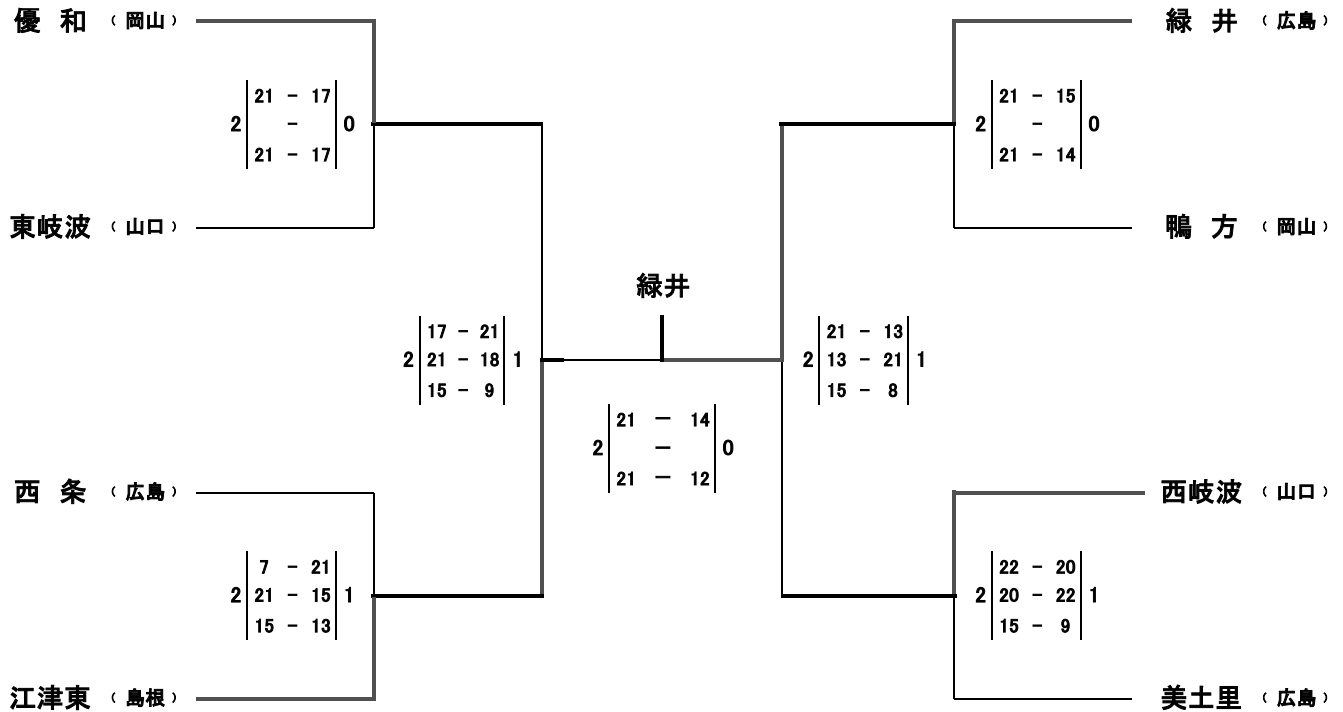 優 和 （ 岡山 ）
緑 井 （ 広島 ）
21 - 17
2 - 0
21 - 17
21 - 15
2 - 0
21 - 14
東岐波 （ 山口 ）
鴨 方 （ 岡山 ）
緑井
17 - 21
2 21 - 18 1
15 - 9
21 - 13
2 13 - 21 1
15 - 8
21 － 14
2 － 0
21 － 12
西 条 （ 広島 ）
西岐波 （ 山口 ）
7 - 21
2 21 - 15 1
15 - 13
22 - 20
2 20 - 22 1
15 - 9
江津東 （ 島根 ）
美土里 （ 広島 ）